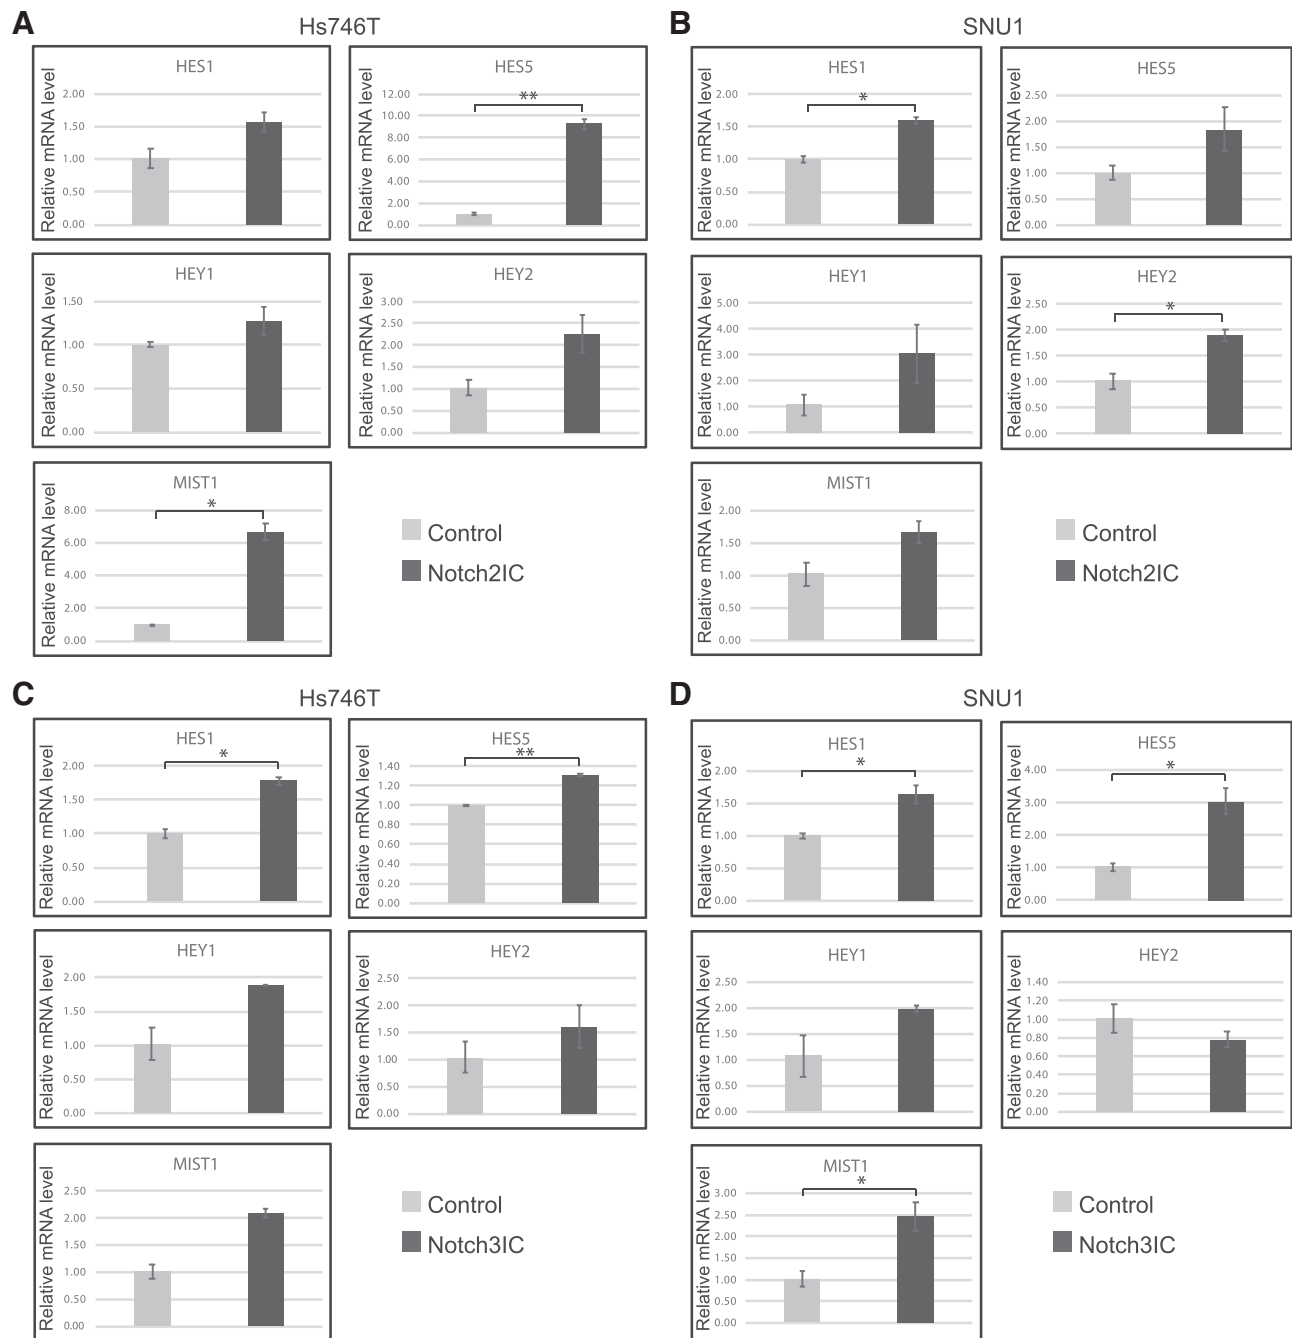 A
Hs746T
HES1
Relative mRNA level
2.00
1.50
1.00
0.50
0.00
HES5
Relative mRNA level
12.00
10.00
8.00
6.00
4.00
2.00
0.00
**
HEY1
Relative mRNA level
1.50
1.00
0.50
0.00
HEY2
Relative mRNA level
3.00
2.50
2.00
1.50
1.00
0.50
0.00
MIST1
Relative mRNA level
8.00
6.00
4.00
2.00
0.00
*
Control
Notch2IC
B
SNU1
HES1
Relative mRNA level
2.00
1.50
1.00
0.50
0.00
*
HES5
Relative mRNA level
2.50
2.00
1.50
1.00
0.50
0.00
HEY1
Relative mRNA level
5.00
4.00
3.00
2.00
1.00
0.00
HEY2
Relative mRNA level
2.50
2.00
1.50
1.00
0.50
0.00
*
MIST1
Relative mRNA level
2.00
1.50
1.00
0.50
0.00
Control
Notch2IC
C
Hs746T
HES1
Relative mRNA level
2.00
1.50
1.00
0.50
0.00
*
HES5
Relative mRNA level
1.40
1.20
1.00
0.80
0.60
0.40
0.20
0.00
**
HEY1
Relative mRNA level
2.00
1.50
1.00
0.50
0.00
HEY2
Relative mRNA level
2.50
2.00
1.50
1.00
0.50
0.00
MIST1
Relative mRNA level
2.50
2.00
1.50
1.00
0.50
0.00
Control
Notch3IC
D
SNU1
HES1
Relative mRNA level
2.00
1.50
1.00
0.50
0.00
*
HES5
Relative mRNA level
4.00
3.00
2.00
1.00
0.00
*
HEY1
Relative mRNA level
2.50
2.00
1.50
1.00
0.50
0.00
HEY2
Relative mRNA level
1.40
1.20
1.00
0.80
0.60
0.40
0.20
0.00
MIST1
Relative mRNA level
3.00
2.50
2.00
1.50
1.00
0.50
0.00
*
Control
Notch3IC